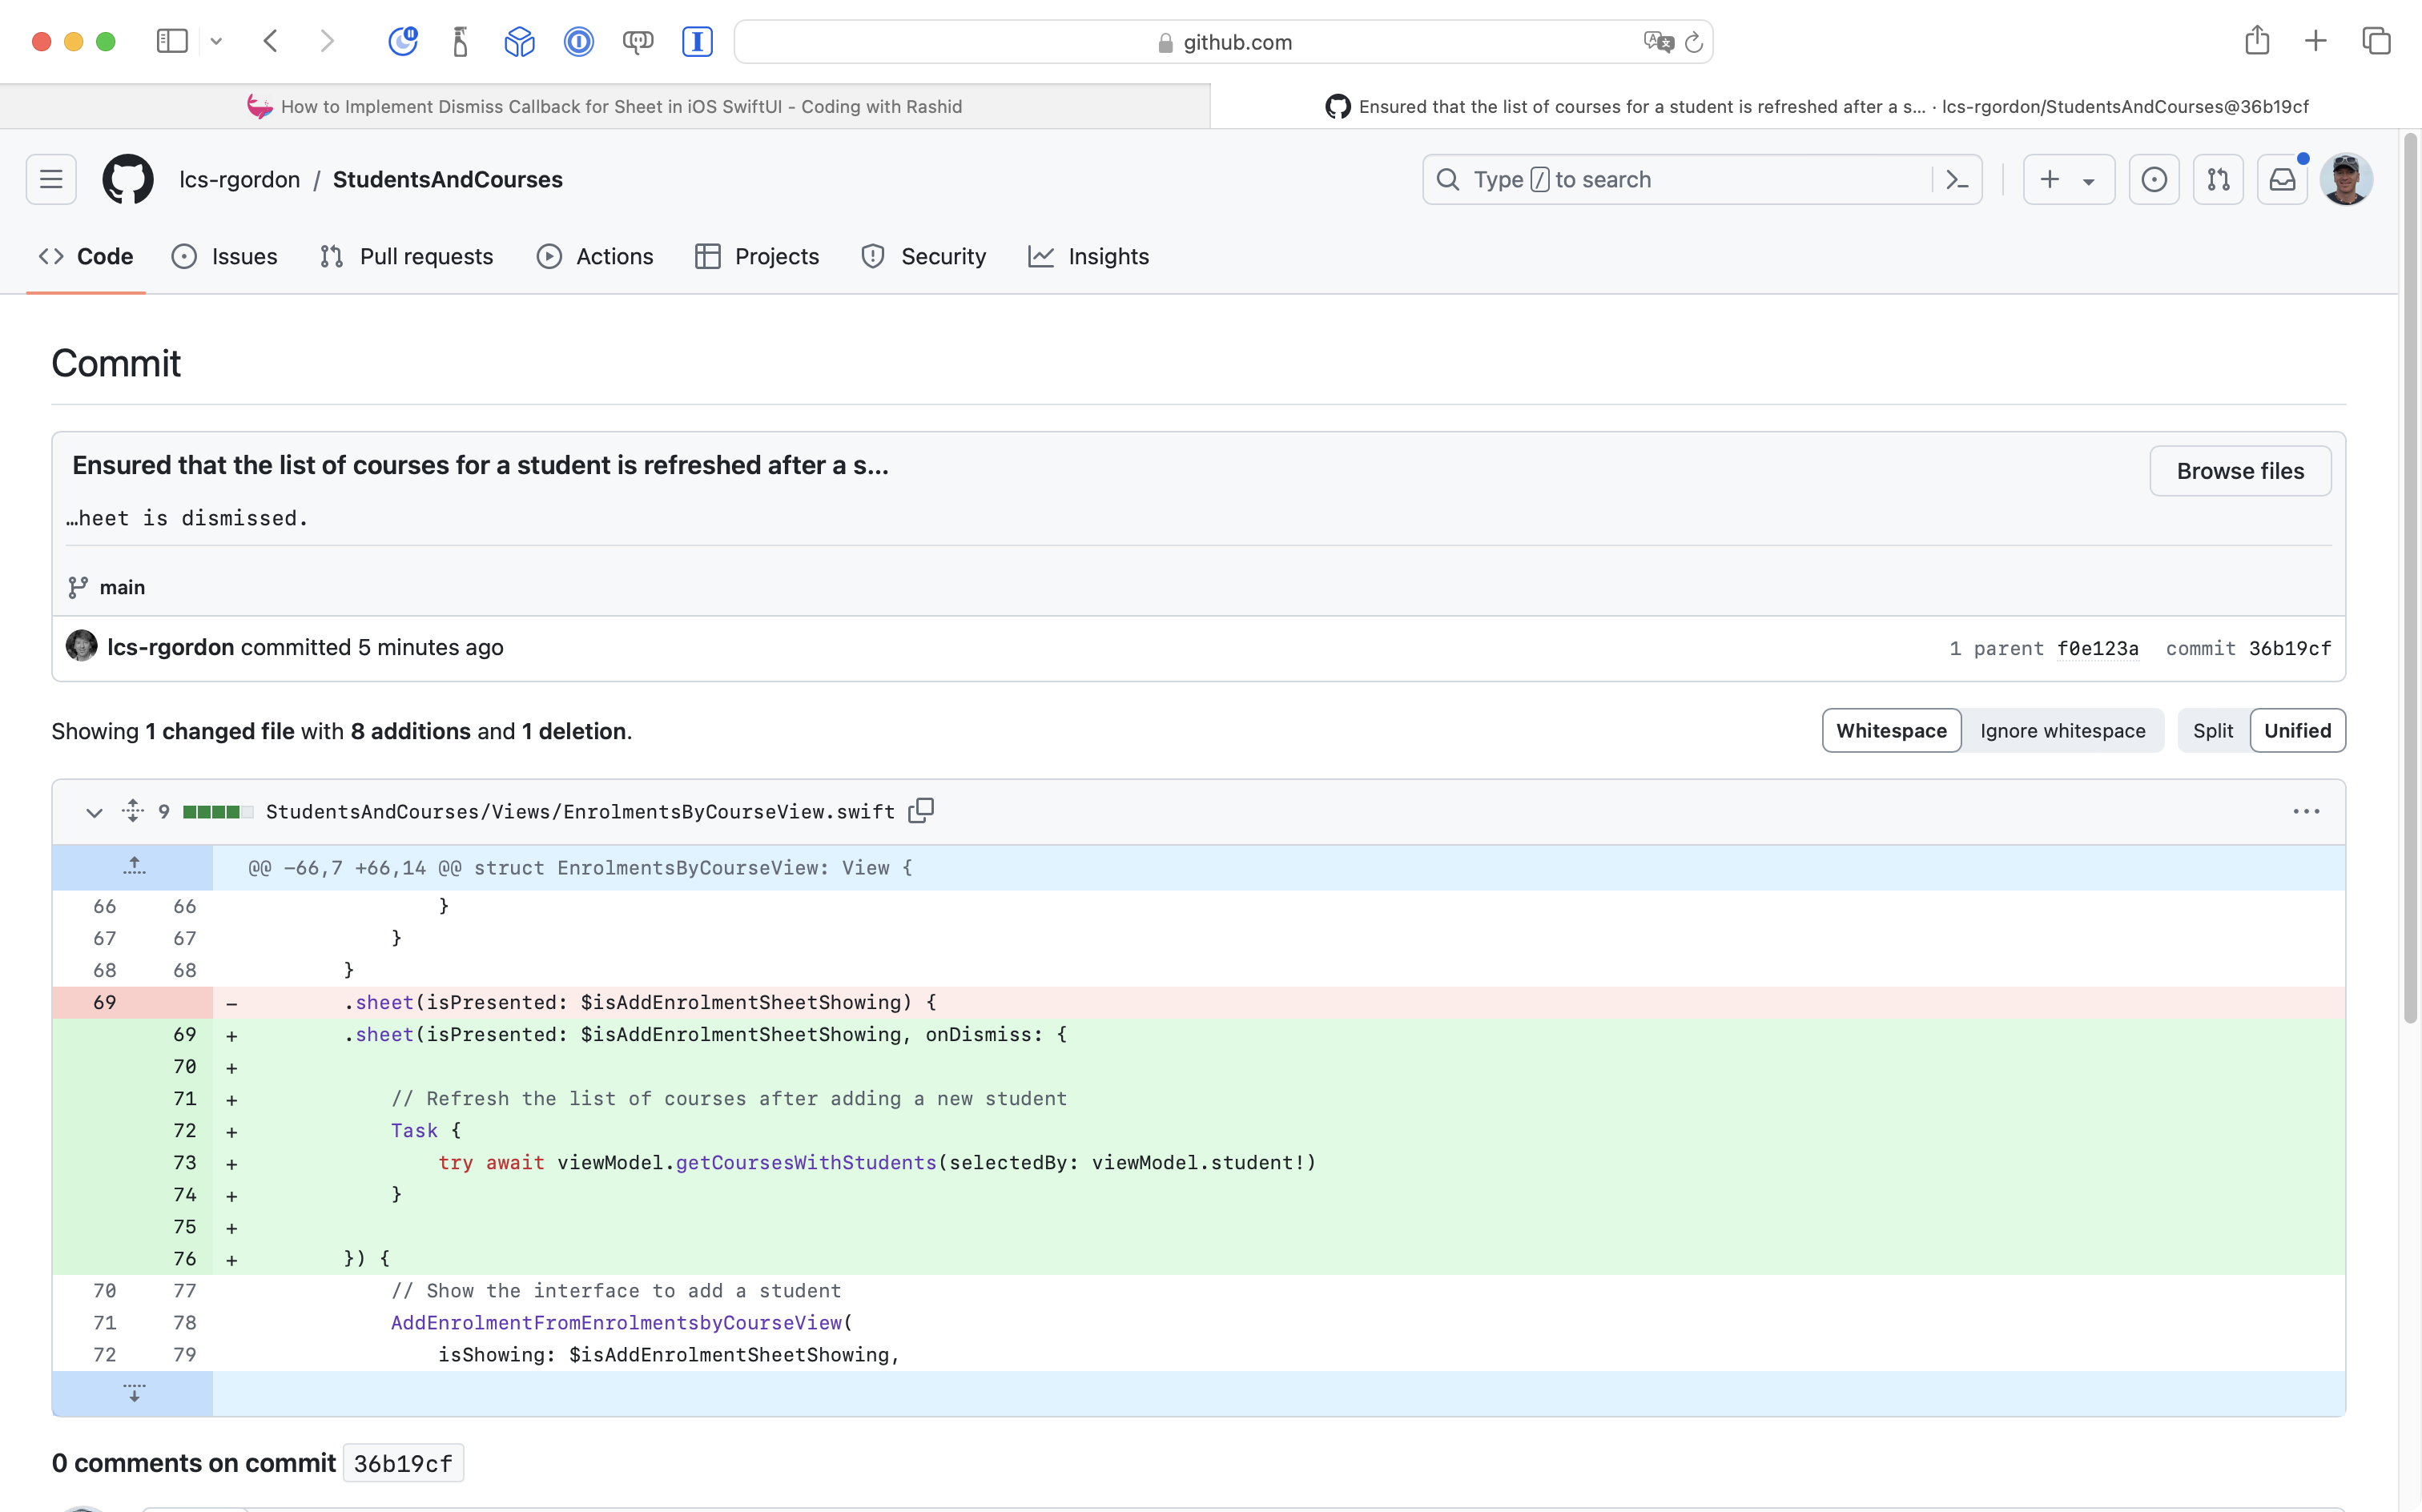 github.com
How to Implement Dismiss Callback for Sheet in iOS SwiftUI - Coding with Rashid
Ensured that the list of courses for a student is refreshed after a s... · lcs-rgordon/StudentsAndCourses@36b19cf
lcs-rgordon / StudentsAndCourses
Type / to search
Code Issues Pull requests Actions Projects Security Insights
Commit
Ensured that the list of courses for a student is refreshed after a s...
Browse files
…heet is dismissed.
main
lcs-rgordon committed 5 minutes ago
1 parent f0e123a commit 36b19cf
Showing 1 changed file with 8 additions and 1 deletion.
Whitespace Ignore whitespace Split Unified
9 StudentsAndCourses/Views/EnrolmentsByCourseView.swift
@@ -66,7 +66,14 @@ struct EnrolmentsByCourseView: View {
66 66 }
67 67 }
68 68 }
69 - .sheet(isPresented: $isAddEnrolmentSheetShowing) {
69 + .sheet(isPresented: $isAddEnrolmentSheetShowing, onDismiss: {
70 +
71 + // Refresh the list of courses after adding a new student
72 + Task {
73 + try await viewModel.getCoursesWithStudents(selectedBy: viewModel.student!)
74 + }
75 +
76 + }) {
70 77 // Show the interface to add a student
71 78 AddEnrolmentFromEnrolmentsbyCourseView(
72 79 isShowing: $isAddEnrolmentSheetShowing,
0 comments on commit 36b19cf